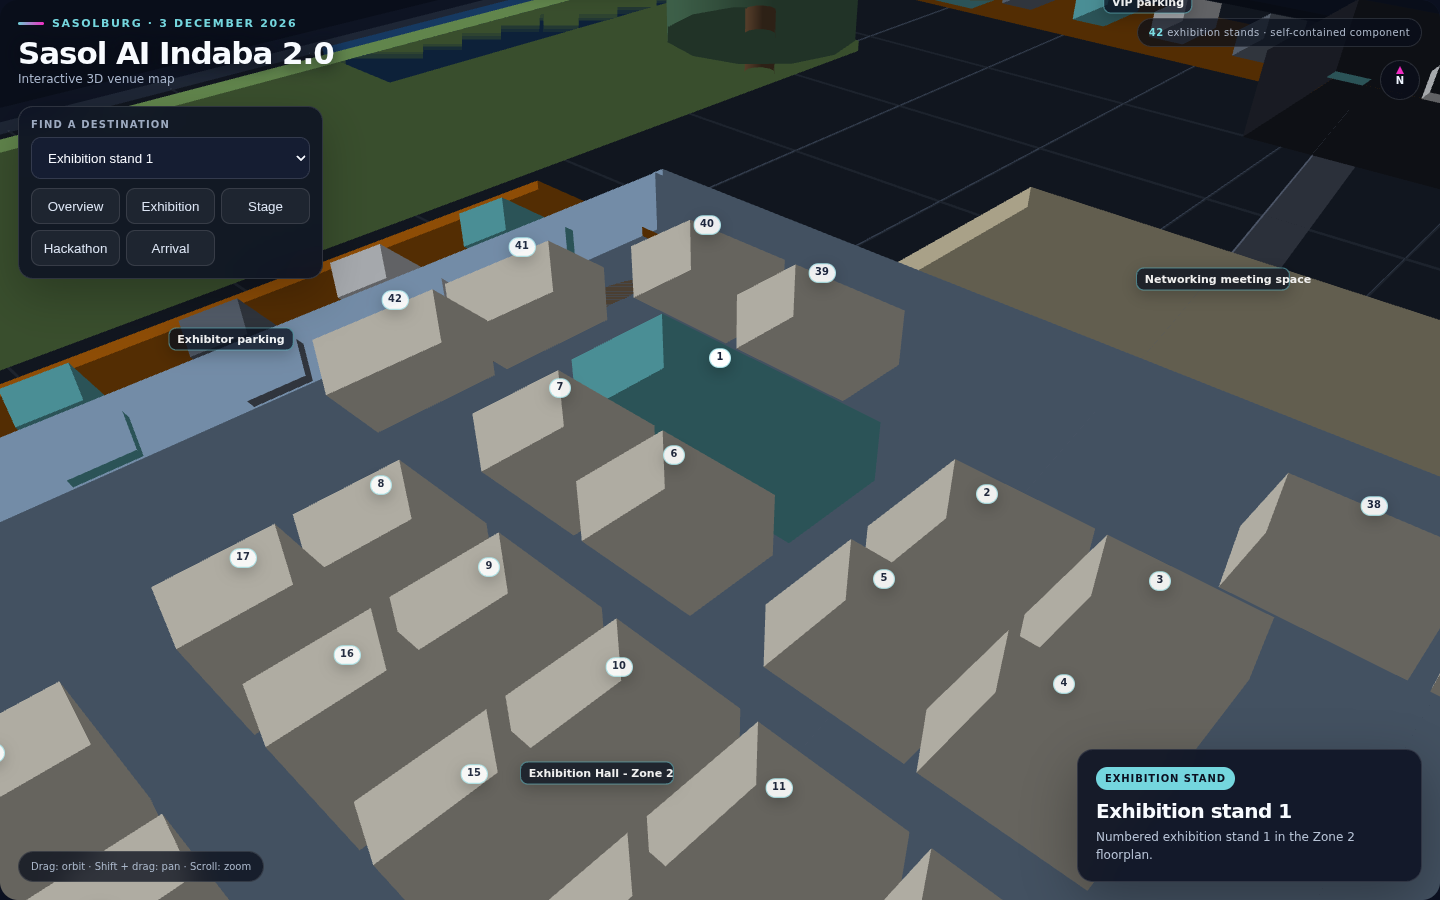 SASOLBURG · 3 DECEMBER 2026
Sasol AI Indaba 2.0
Interactive 3D venue map
FIND A DESTINATION
Exhibition stand 1
Overview
Exhibition
Stage
Hackathon
Arrival
VIP parking
42 exhibition stands · self-contained component
N
40
41
39
42
Networking meeting space
Exhibitor parking
1
7
6
8
2
38
17
9
5
3
16
10
4
15
Exhibition Hall - Zone 2
11
EXHIBITION STAND
Exhibition stand 1
Numbered exhibition stand 1 in the Zone 2
floorplan.
Drag: orbit · Shift + drag: pan · Scroll: zoom